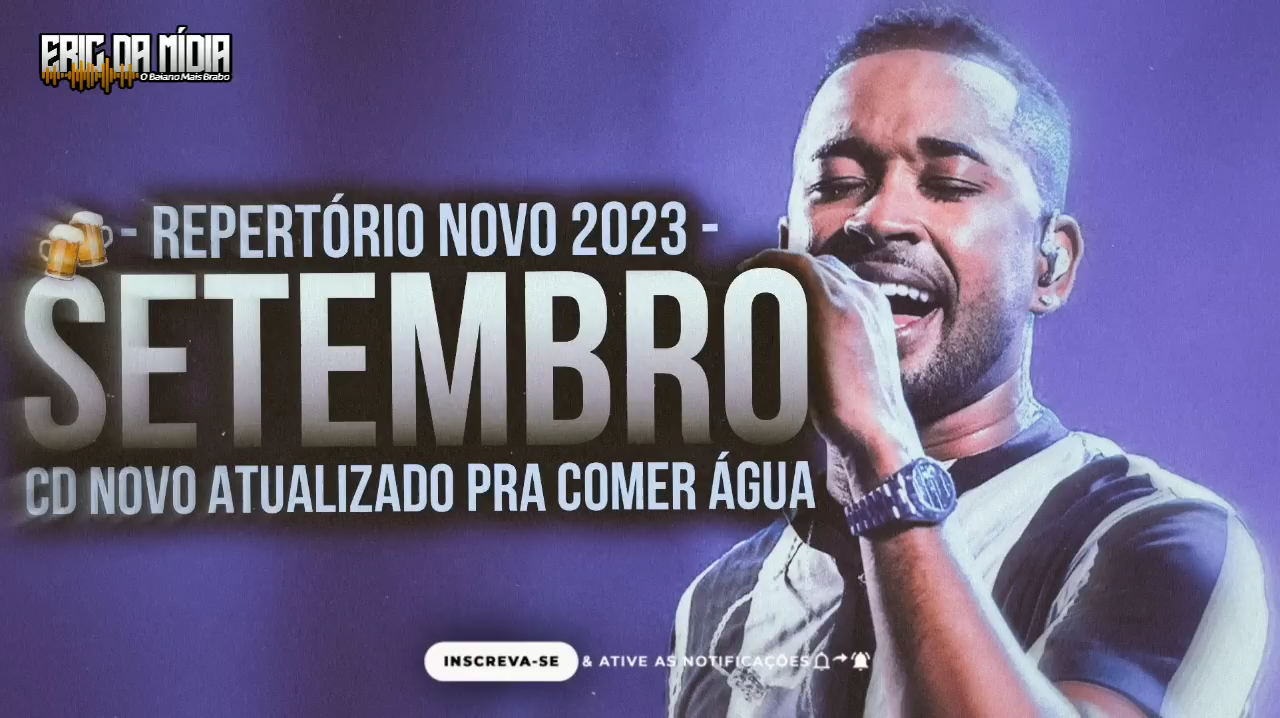 ERIC DA MÍDIA
O Baiano Mais Brabo
- REPERTÓRIO NOVO 2023 -
SETEMBRO
CD NOVO ATUALIZADO PRA COMER ÁGUA
INSCREVA-SE & ATIVE AS NOTIFICAÇÕES